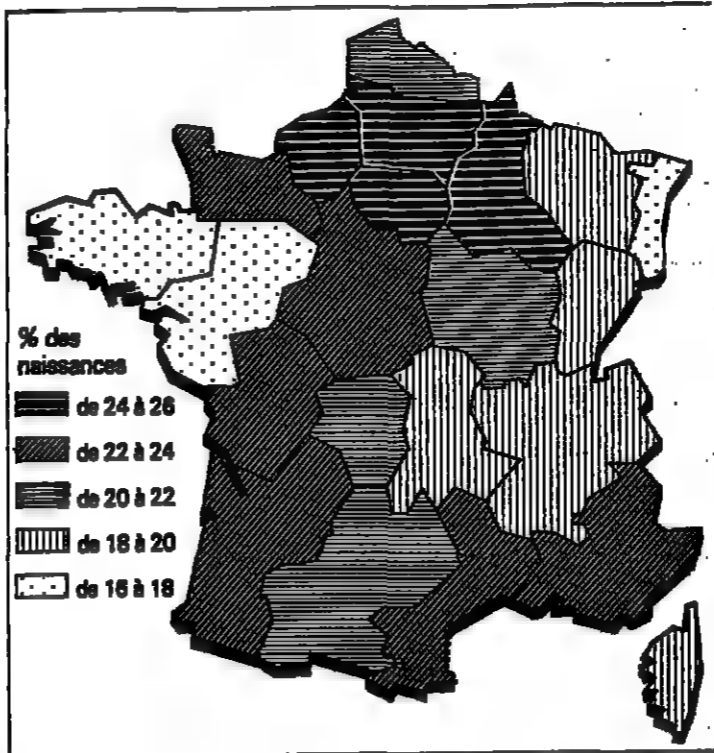 % des
naissances
de 24 à 26
de 22 à 24
de 20 à 22
de 18 à 20
de 16 à 18